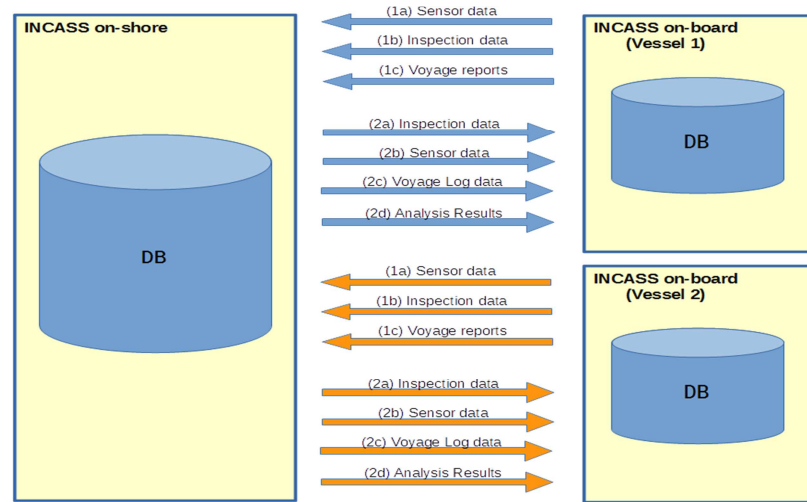 INCASS on-shore
DB
(1a) Sensor data
(1b) Inspection data
(1c) Voyage reports
(2a) Inspection data
(2b) Sensor data
(2c) Voyage Log data
(2d) Analysis Results
(1a) Sensor data
(1b) Inspection data
(1c) Voyage reports
(2a) Inspection data
(2b) Sensor data
(2c) Voyage Log data
(2d) Analysis Results
INCASS on-board
(Vessel 1)
DB
INCASS on-board
(Vessel 2)
DB